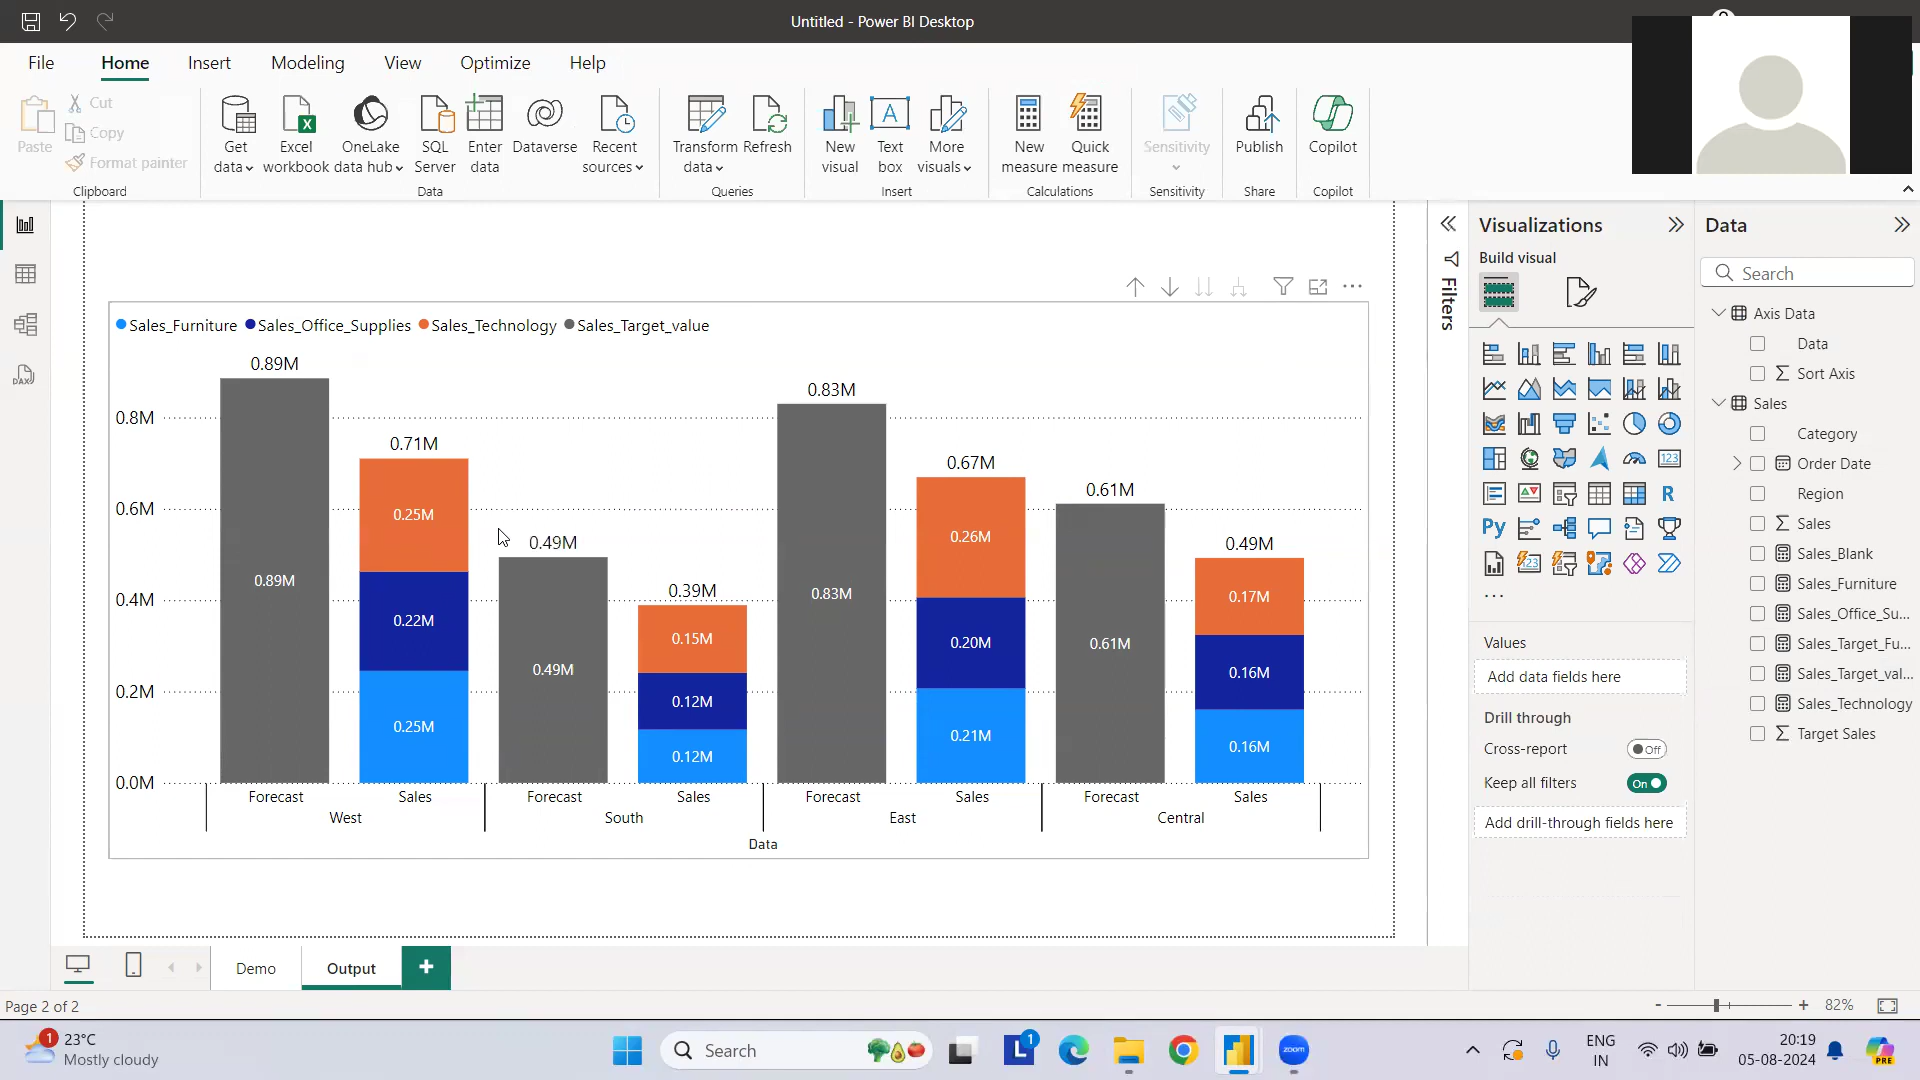 Untitled - Power BI Desktop
File Home Insert Modeling View Optimize Help
Paste
Cut
Copy
Format painter
Clipboard
Get data
Excel workbook
OneLake data hub
SQL Server
Enter data
Dataverse
Recent sources
Data
Transform data
Refresh
Queries
New visual
Text box
More visuals
Insert
New measure
Quick measure
Calculations
Sensitivity
Sensitivity
Publish
Share
Copilot
Copilot
Sales_Furniture Sales_Office_Supplies Sales_Technology Sales_Target_value
0.8M
0.6M
0.4M
0.2M
0.0M
0.89M
0.89M
0.71M
0.25M
0.22M
0.25M
0.49M
0.49M
0.39M
0.15M
0.12M
0.12M
0.83M
0.83M
0.67M
0.26M
0.20M
0.21M
0.61M
0.61M
0.49M
0.17M
0.16M
0.16M
Forecast Sales Forecast Sales Forecast Sales Forecast Sales
West South East Central
Data
Filters
Visualizations
Build visual
123
R
Py
123
...
Values
Add data fields here
Drill through
Cross-report Off
Keep all filters On
Add drill-through fields here
Data
Search
Axis Data
Data
Sort Axis
Sales
Category
Order Date
Region
Sales
Sales_Blank
Sales_Furniture
Sales_Office_Su...
Sales_Target_Fu...
Sales_Target_val...
Sales_Technology
Target Sales
Demo Output +
Page 2 of 2
- + 82%
1
23°C
Mostly cloudy
Search
L
1
zoom
ENG
IN
20:19
05-08-2024
PRE